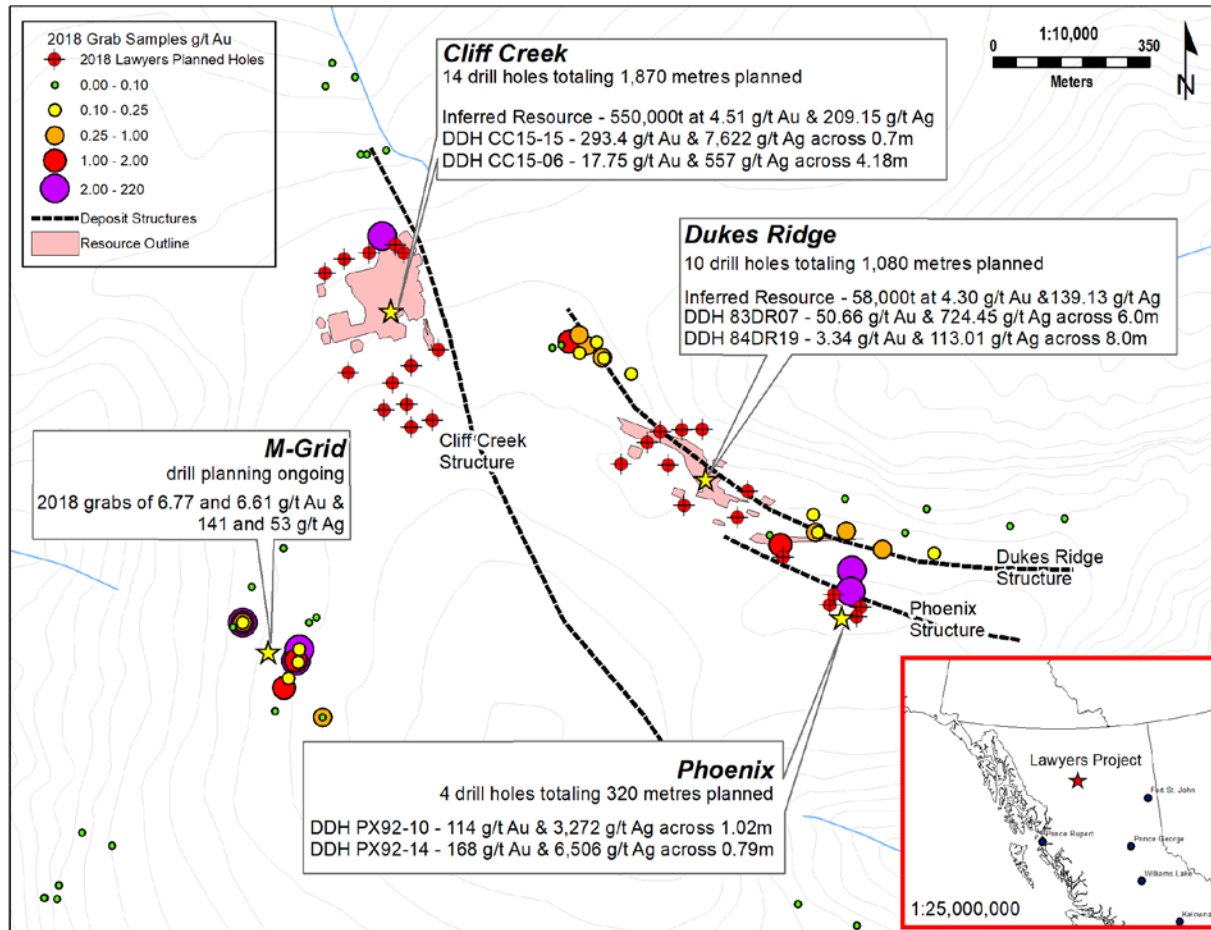 2018 Grab Samples g/t Au
2018 Lawyers Planned Holes
0.00 - 0.10
0.10 - 0.25
0.25 - 1.00
1.00 - 2.00
2.00 - 220
Deposit Structures
Resource Outline
Cliff Creek
14 drill holes totaling 1,870 metres planned
Inferred Resource - 550,000t at 4.51 g/t Au & 209.15 g/t Ag
DDH CC15-15 - 293.4 g/t Au & 7,622 g/t Ag across 0.7m
DDH CC15-06 - 17.75 g/t Au & 557 g/t Ag across 4.18m
1:10,000
0 350
Meters
N
Dukes Ridge
10 drill holes totaling 1,080 metres planned
Inferred Resource - 58,000t at 4.30 g/t Au &139.13 g/t Ag
DDH 83DR07 - 50.66 g/t Au & 724.45 g/t Ag across 6.0m
DDH 84DR19 - 3.34 g/t Au & 113.01 g/t Ag across 8.0m
M-Grid
drill planning ongoing
2018 grabs of 6.77 and 6.61 g/t Au &
141 and 53 g/t Ag
Cliff Creek
Structure
Dukes Ridge
Structure
Phoenix
Structure
Phoenix
4 drill holes totaling 320 metres planned
DDH PX92-10 - 114 g/t Au & 3,272 g/t Ag across 1.02m
DDH PX92-14 - 168 g/t Au & 6,506 g/t Ag across 0.79m
Lawyers Project
Fort St. John
Prince Rupert
Prince George
Williams Lake
Kelowna
1:25,000,000